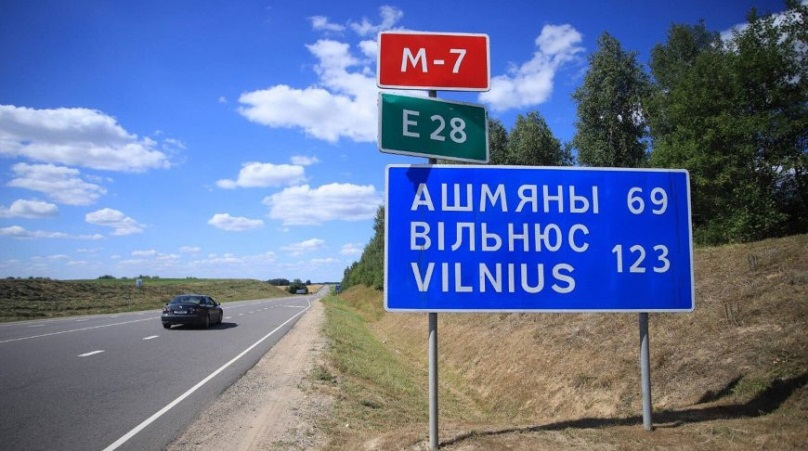 М-7
E 28
АШМЯНЫ 69
ВІЛЬНЮС
VILNIUS 123